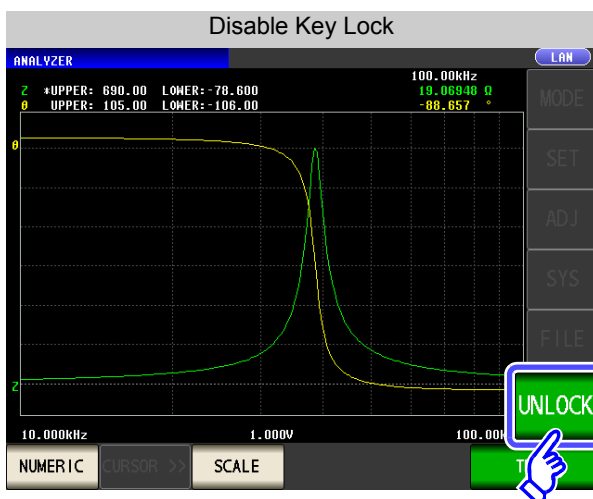 Disable Key Lock
ANALYZER LAN
100.00kHz
Z *UPPER: 690.00 LOWER:-78.600 19.06948 Ω
θ UPPER: 105.00 LOWER:-106.00 -88.657 °
MODE
θ
SET
ADJ
SYS
FILE
Z
UNLOCK
10.000kHz 1.000V
NUMERIC CURSOR >> SCALE